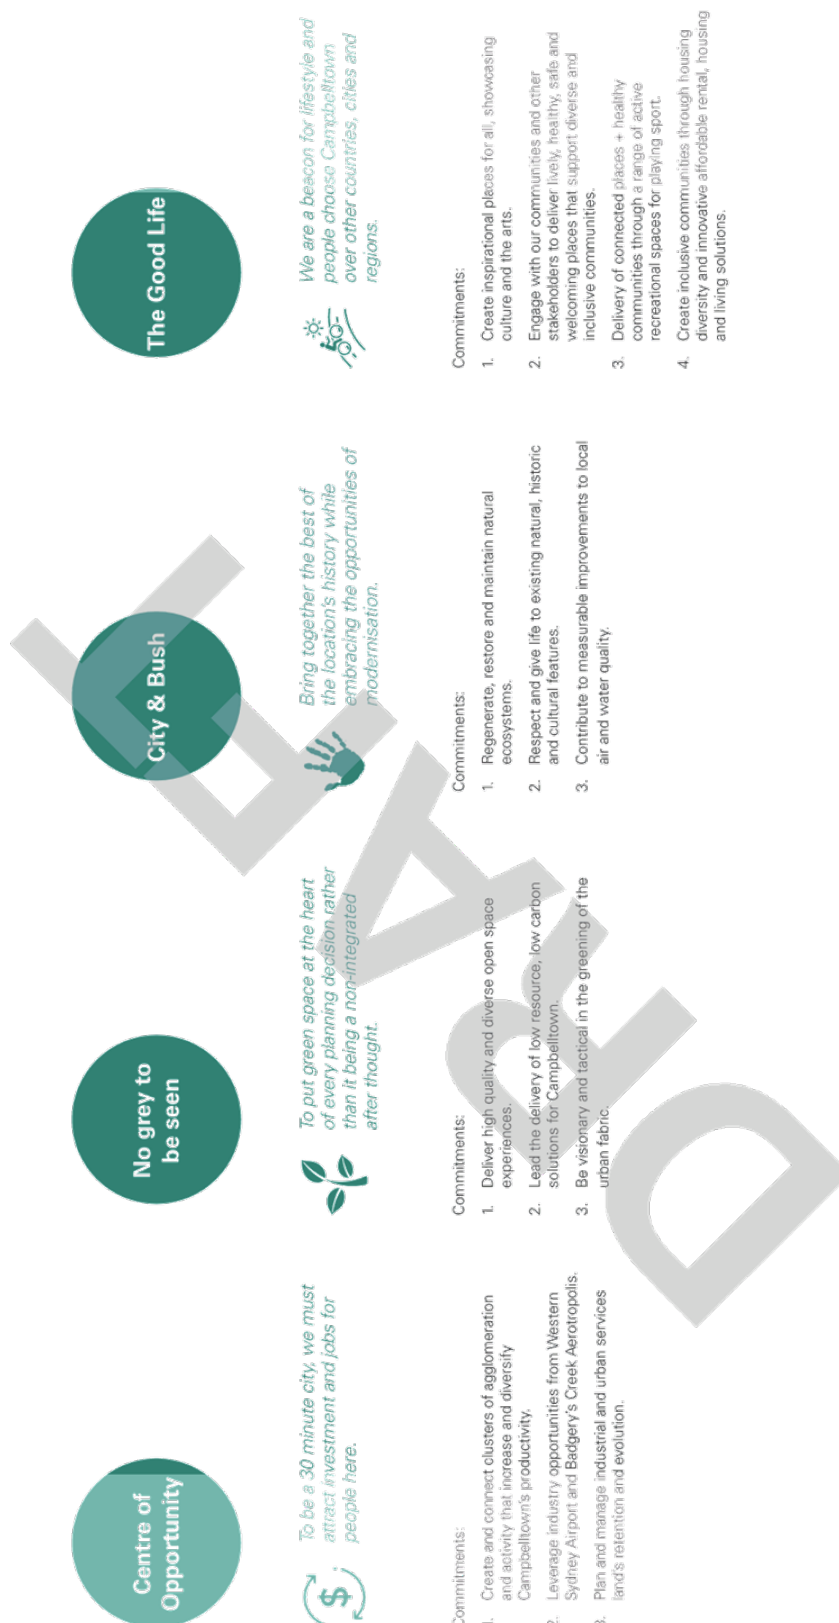 Centre of
Opportunity
To be a 30 minute city, we must
attract investment and jobs for
people here.
Commitments:
1. Create and connect clusters of agglomeration
and activity that increase and diversify
Campbelltown's productivity.
2. Leverage industry opportunities from Western
Sydney Airport and Badgery's Creek Aerotropolis.
3. Plan and manage industrial and urban services
land's retention and evolution.
No grey to
be seen
To put green space at the heart
of every planning decision rather
than it being a non-integrated
after thought.
Commitments:
1. Deliver high quality and diverse open space
experiences.
2. Lead the delivery of low resource, low carbon
solutions for Campbelltown.
3. Be visionary and tactical in the greening of the
urban fabric.
City & Bush
Bring together the best of
the location's history while
embracing the opportunities of
modernisation.
Commitments:
1. Regenerate, restore and maintain natural
ecosystems.
2. Respect and give life to existing natural, historic
and cultural features.
3. Contribute to measurable improvements to local
air and water quality.
The Good Life
We are a beacon for lifestyle and
people choose Campbelltown
over other countries, cities and
regions.
Commitments:
1. Create inspirational places for all, showcasing
culture and the arts.
2. Engage with our communities and other
stakeholders to deliver lively, healthy, safe and
welcoming places that support diverse and
inclusive communities.
3. Delivery of connected places + healthy
communities through a range of active
recreational spaces for playing sport.
4. Create inclusive communities through housing
diversity and innovative affordable rental, housing
and living solutions.
DRAFT